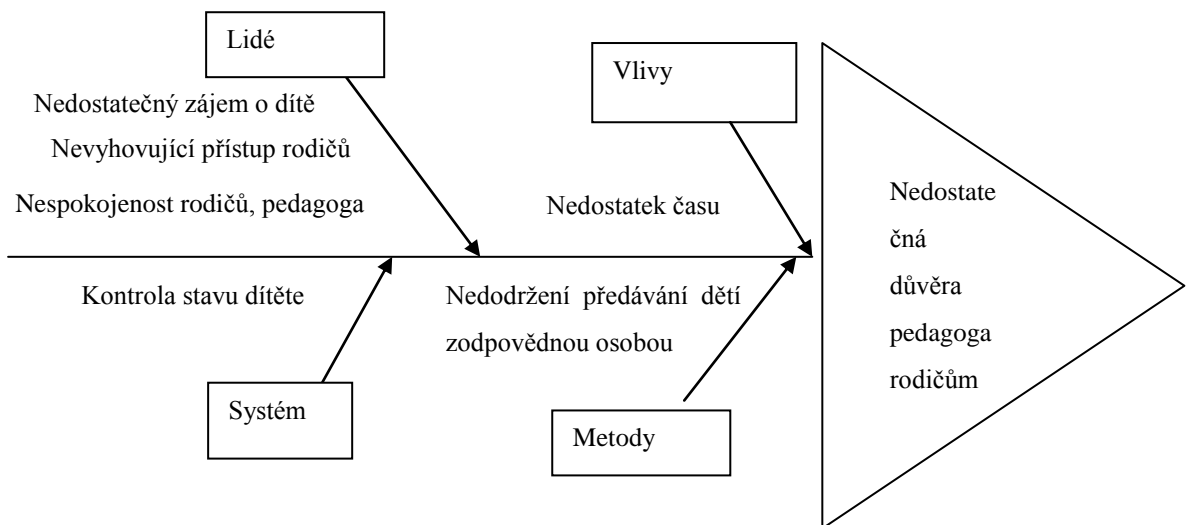 Lidé
Vlivy
Nedostatečný zájem o dítě
Nevyhovující přístup rodičů
Nespokojenost rodičů, pedagoga
Nedostatek času
Kontrola stavu dítěte
Nedodržení předávání dětí
zodpovědnou osobou
Systém
Metody
Nedostate
čná
důvěra
pedagoga
rodičům